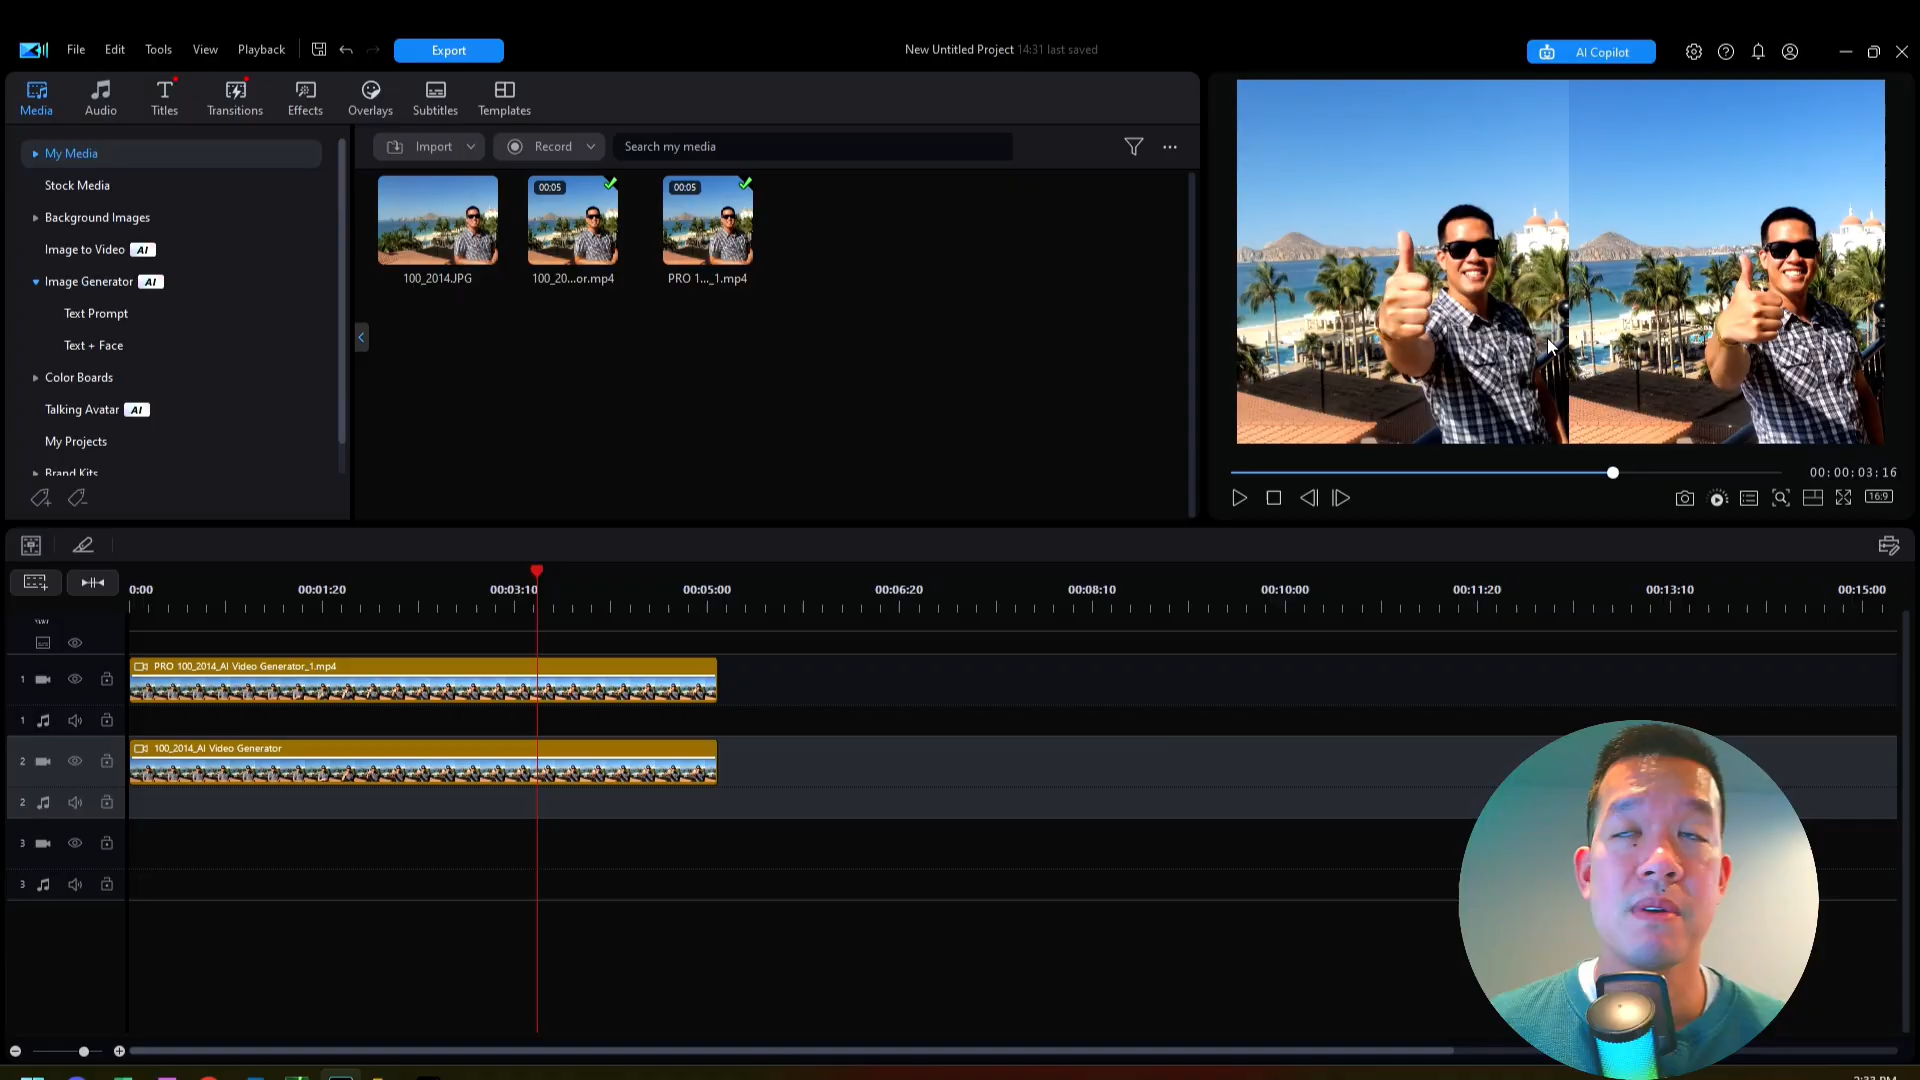 File Edit Tools View Playback Export New Untitled Project 14:31 last saved AI Copilot
Media Audio Titles Transitions Effects Overlays Subtitles Templates
My Media
Stock Media
Background Images
Image to Video AI
Image Generator AI
Text Prompt
Text + Face
Color Boards
Talking Avatar AI
My Projects
Brand Kits
Import Record Search my media
00:05 00:05
100_2014.JPG 100_20...or.mp4 PRO 1..._1.mp4
00:00:03:16
16:9
0:00 00:01:20 00:03:10 00:05:00 00:06:20 00:08:10 00:10:00 00:11:20 00:13:10 00:15:00
PRO 100_2014_AI Video Generator_1.mp4
1
1
100_2014_AI Video Generator
2
2
3
3